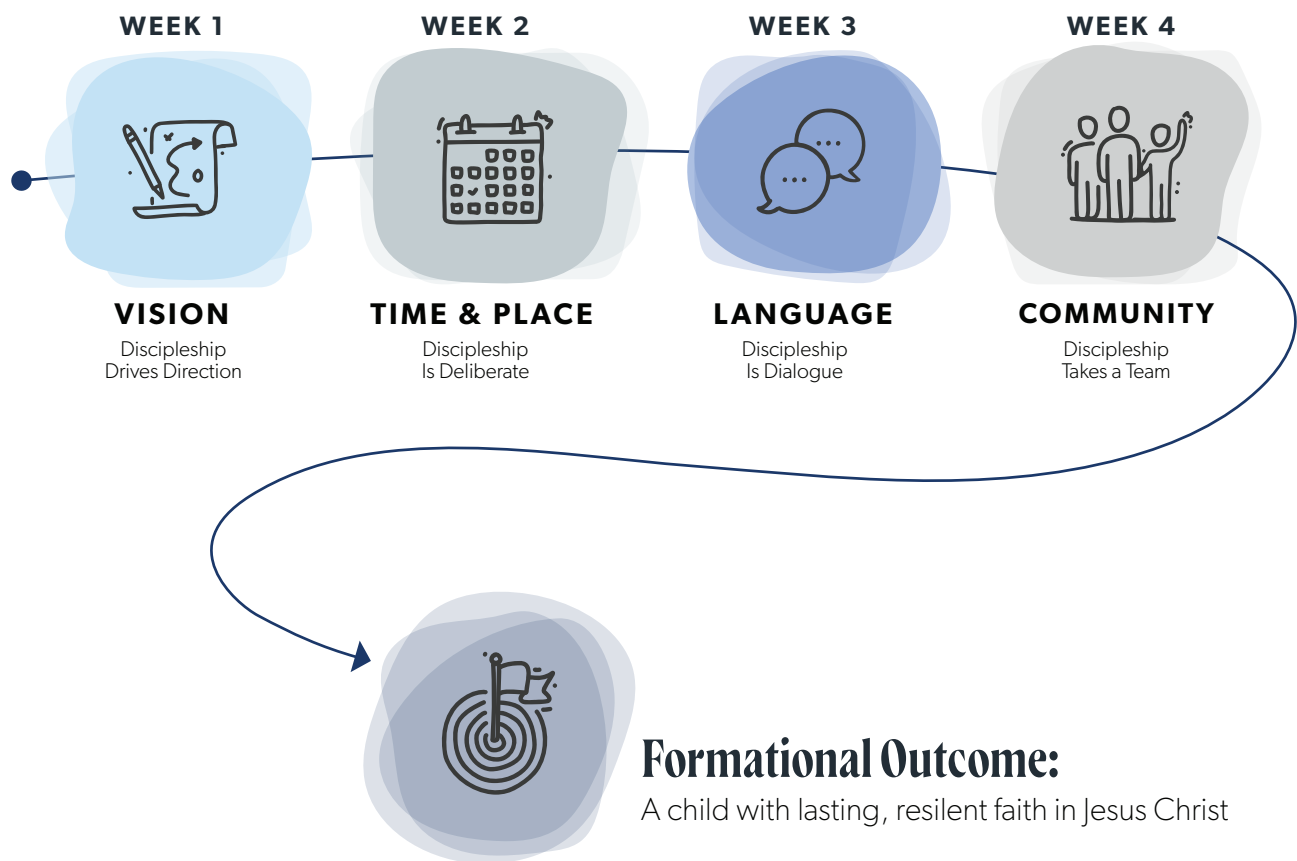 WEEK 1
WEEK 2
WEEK 3
WEEK 4
VISION
Discipleship
Drives Direction
TIME & PLACE
Discipleship
Is Deliberate
LANGUAGE
Discipleship
Is Dialogue
COMMUNITY
Discipleship
Takes a Team
Formational Outcome:
A child with lasting, resilent faith in Jesus Christ